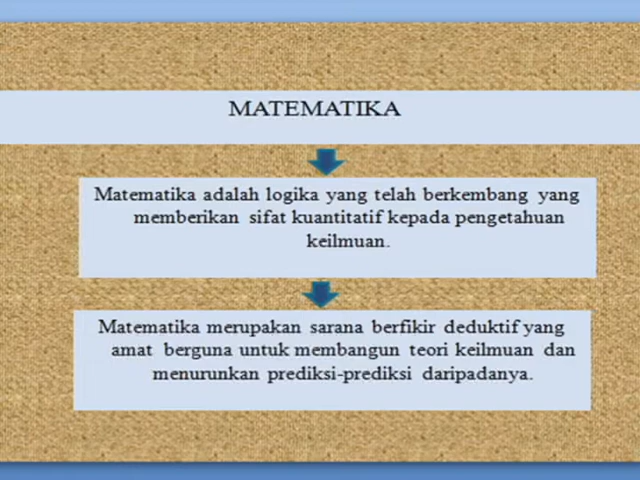 MATEMATIKA
Matematika adalah logika yang telah berkembang yang
memberikan sifat kuantitatif kepada pengetahuan
keilmuan.
Matematika merupakan sarana berfikir deduktif yang
amat berguna untuk membangun teori keilmuan dan
menurunkan prediksi-prediksi daripadanya.